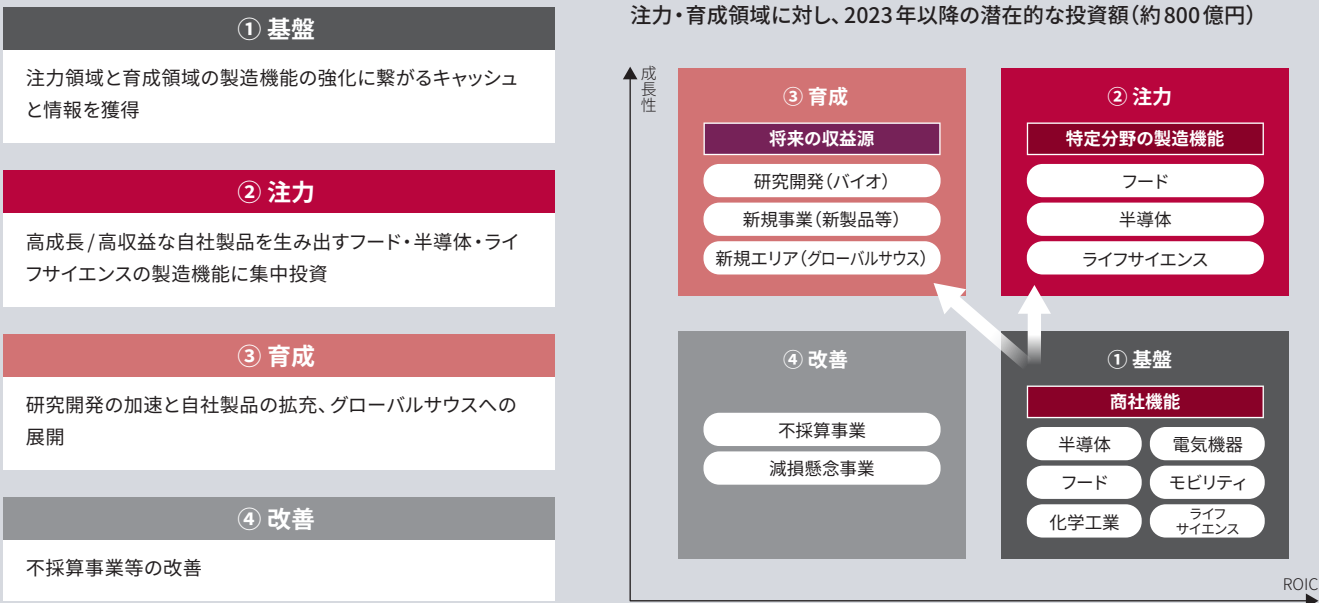 ① 基盤
注力領域と育成領域の製造機能の強化に繋がるキャッシュ
と情報を獲得
② 注力
高成長/高収益な自社製品を生み出すフード・半導体・ライ
フサイエンスの製造機能に集中投資
③ 育成
研究開発の加速と自社製品の拡充、グローバルサウスへの
展開
④ 改善
不採算事業等の改善
注力・育成領域に対し、2023年以降の潜在的な投資額(約800億円)
成長性
③ 育成
将来の収益源
研究開発(バイオ)
新規事業(新製品等)
新規エリア(グローバルサウス)
② 注力
特定分野の製造機能
フード
半導体
ライフサイエンス
④ 改善
不採算事業
減損懸念事業
① 基盤
商社機能
半導体
電気機器
フード
モビリティ
化学工業
ライフ
サイエンス
ROIC